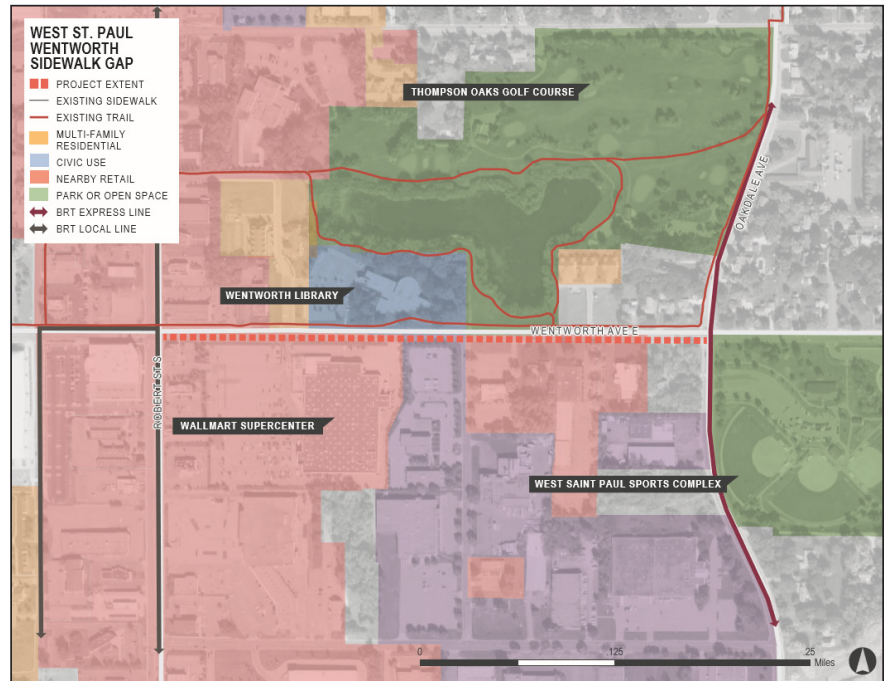 WEST ST. PAUL
WENTWORTH
SIDEWALK GAP
PROJECT EXTENT
EXISTING SIDEWALK
EXISTING TRAIL
MULTI-FAMILY
RESIDENTIAL
CIVIC USE
NEARBY RETAIL
PARK OR OPEN SPACE
BRT EXPRESS LINE
BRT LOCAL LINE
THOMPSON OAKS GOLF COURSE
OAKDALE AVE
WENTWORTH LIBRARY
WENTWORTH AVE E
ROBERT ST S
WALLMART SUPERCENTER
WEST SAINT PAUL SPORTS COMPLEX
0 .125 .25
Miles